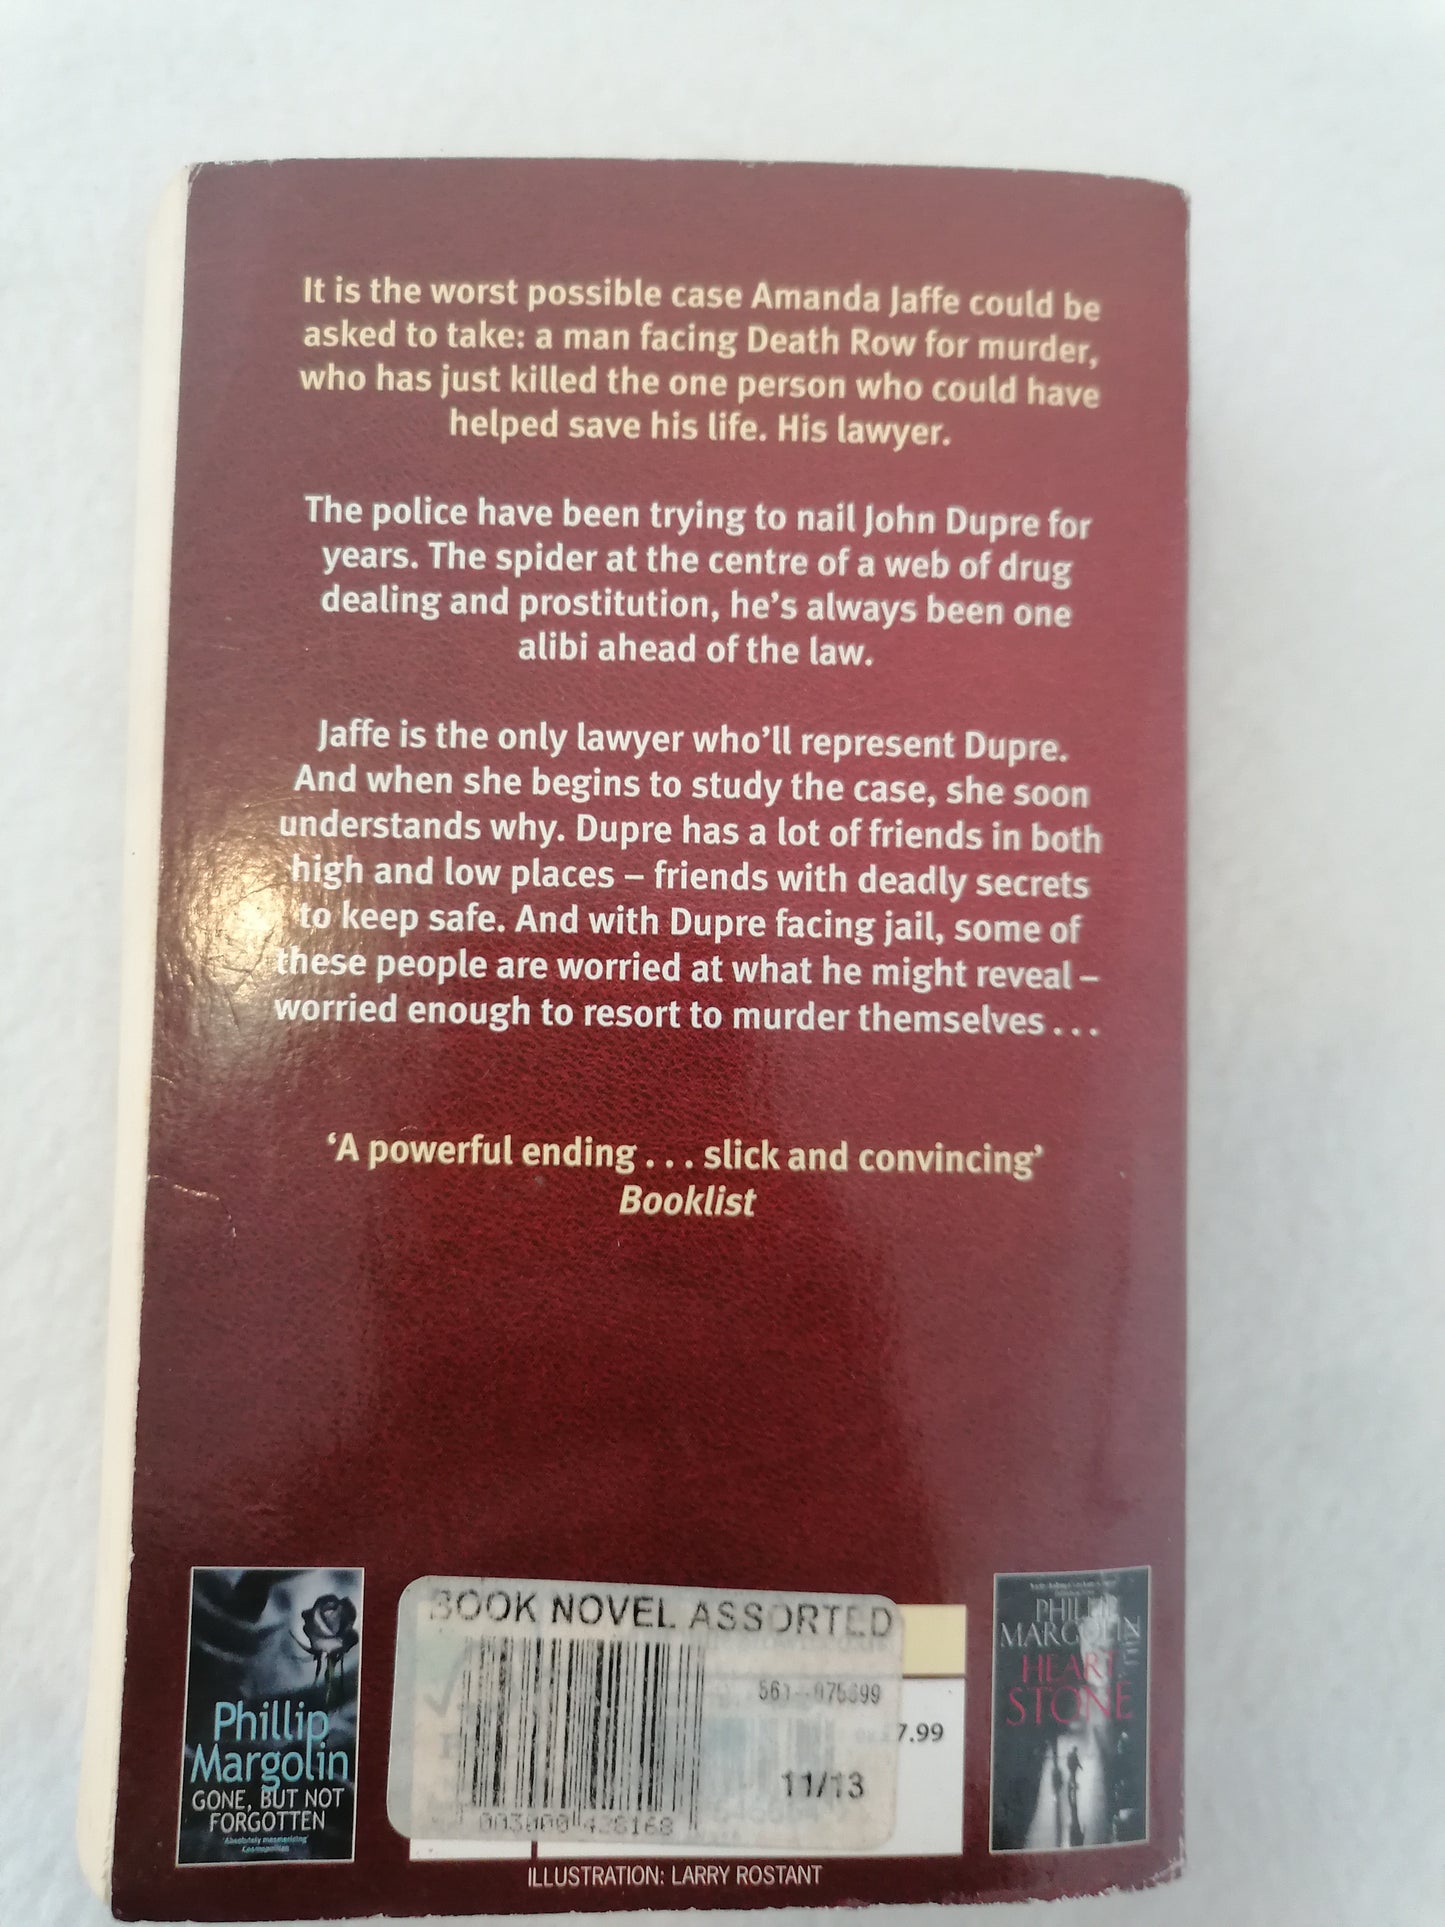 It is the worst possible case Amanda Jaffe could be
asked to take: a man facing Death Row for murder,
who has just killed the one person who could have
helped save his life. His lawyer.
The police have been trying to nail John Dupre for
years. The spider at the centre of a web of drug
dealing and prostitution, he's always been one
alibi ahead of the law.
Jaffe is the only lawyer who'll represent Dupre.
And when she begins to study the case, she soon
understands why. Dupre has a lot of friends in both
high and low places – friends with deadly secrets
to keep safe. And with Dupre facing jail, some of
these people are worried at what he might reveal –
worried enough to resort to murder themselves . . .
'A powerful ending . . . slick and convincing'
Booklist
Phillip
Margolin
GONE, BUT NOT
FORGOTTEN
'Absolutely mesmerising'
Cosmopolitan
BOOK NOVEL ASSORTED
7.99
11/13
PHILLIP
MARGOLIN
HEART
STONE
ILLUSTRATION: LARRY ROSTANT